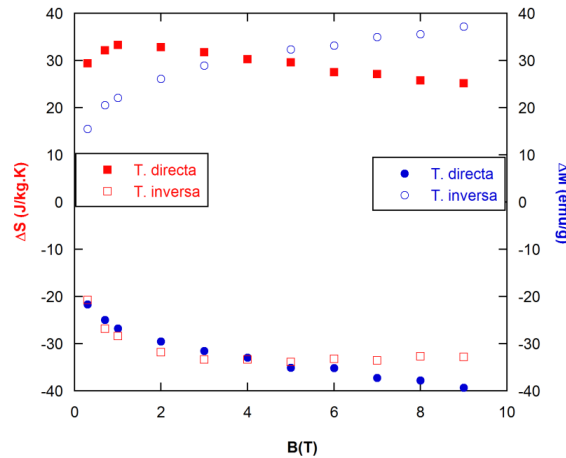 40
30
20
10
0
-10
-20
-30
-40
ΔS (J/kg.K)
T. directa
T. inversa
T. directa
T. inversa
40
30
20
10
0
-10
-20
-30
-40
ΔM (emu/g)
0 2 4 6 8 10
B(T)